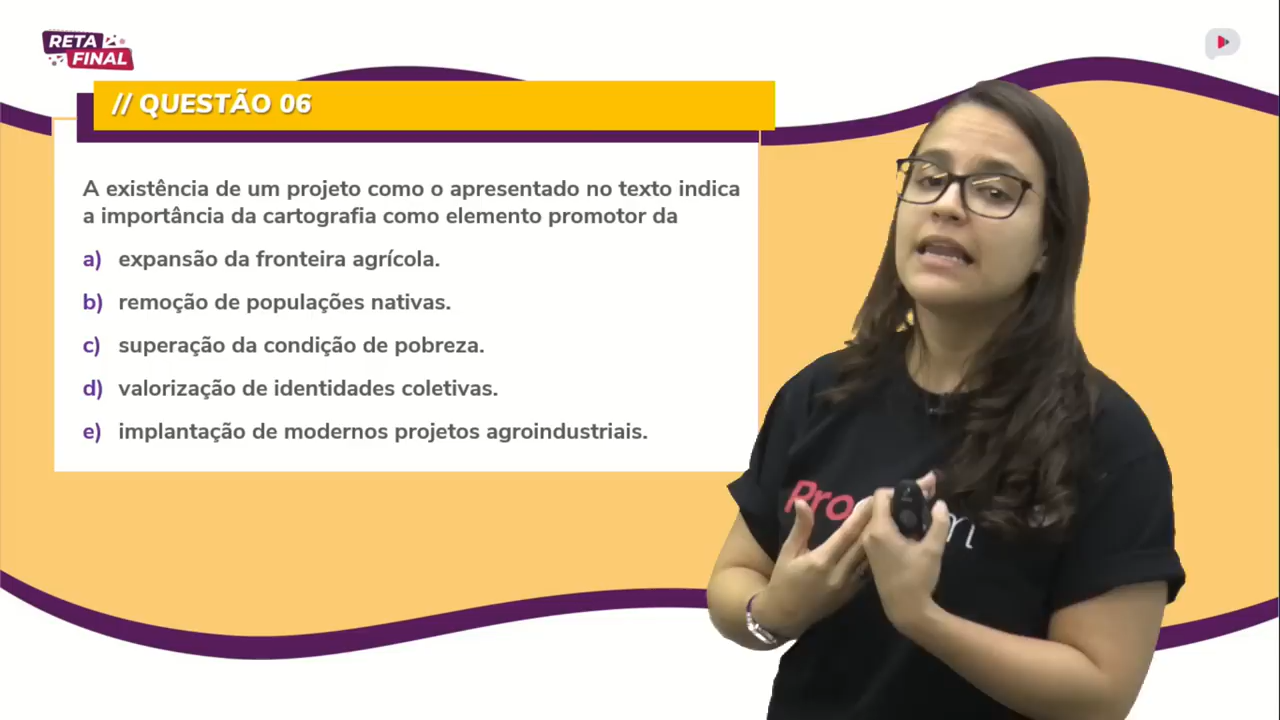 RETA
FINAL
// QUESTÃO 06
A existência de um projeto como o apresentado no texto indica
a importância da cartografia como elemento promotor da
a) expansão da fronteira agrícola.
b) remoção de populações nativas.
c) superação da condição de pobreza.
d) valorização de identidades coletivas.
e) implantação de modernos projetos agroindustriais.